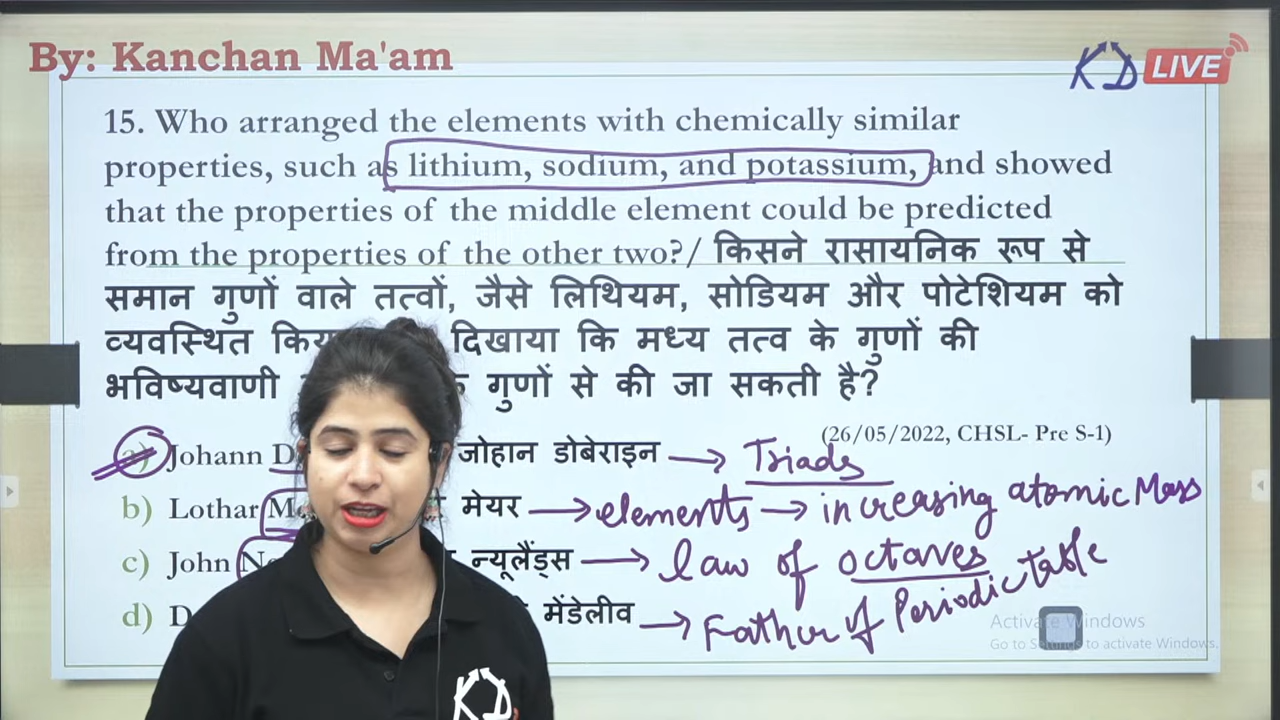 By: Kanchan Ma'am
KD LIVE
15. Who arranged the elements with chemically similar
properties, such as lithium, sodium, and potassium, and showed
that the properties of the middle element could be predicted
from the properties of the other two?/ किसने रासायनिक रूप से
समान गुणों वाले तत्वों, जैसे लिथियम, सोडियम और पोटेशियम को
व्यवस्थित दिखाया कि मध्य तत्व के गुणों की
भविष्यवाणी गुणों से की जा सकती है?
(26/05/2022, CHSL- Pre S-1)
a) Johann जोहान डोबेराइन → Triads
b) Lothar मेयर → elements → increasing atomic Mass
c) John न्यूलैंड्स → law of octaves
d) मेंडेलीव → Father of Periodic table
Activate Windows
Go to Settings to activate Windows.
KD